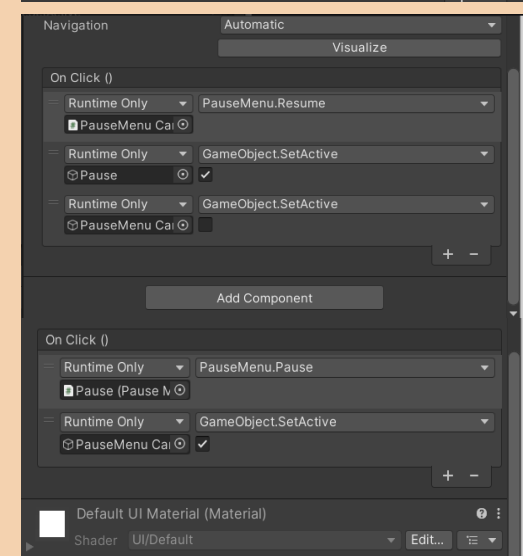 Navigation Automatic
Visualize
On Click ()
Runtime Only PauseMenu.Resume
PauseMenu Ca
Runtime Only GameObject.SetActive
Pause
Runtime Only GameObject.SetActive
PauseMenu Ca
+ -
Add Component
On Click ()
Runtime Only PauseMenu.Pause
Pause (Pause M
Runtime Only GameObject.SetActive
PauseMenu Ca
+ -
Default UI Material (Material)
Shader UI/Default Edit...